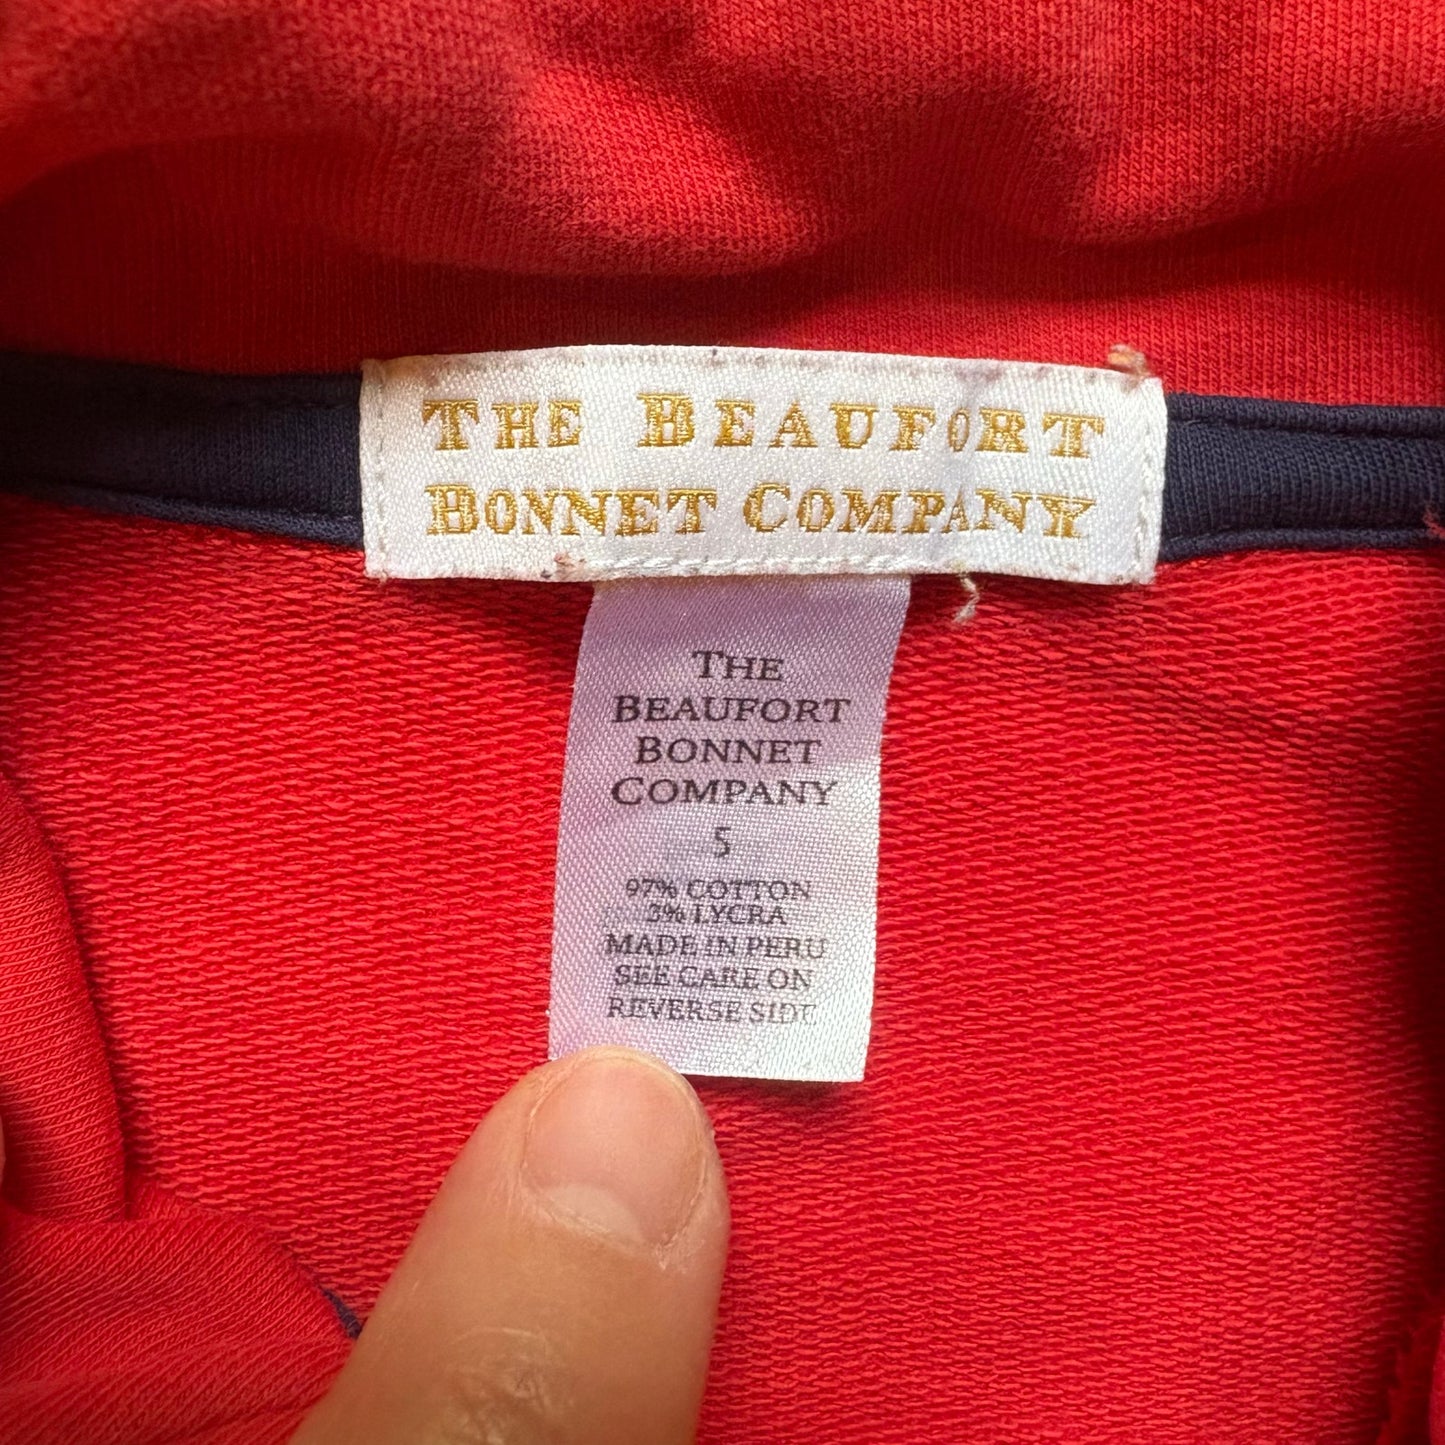 THE BEAUFORT
BONNET COMPANY
THE
BEAUFORT
BONNET
COMPANY
5
97% COTTON
3% LYCRA
MADE IN PERU
SEE CARE ON
REVERSE SIDE